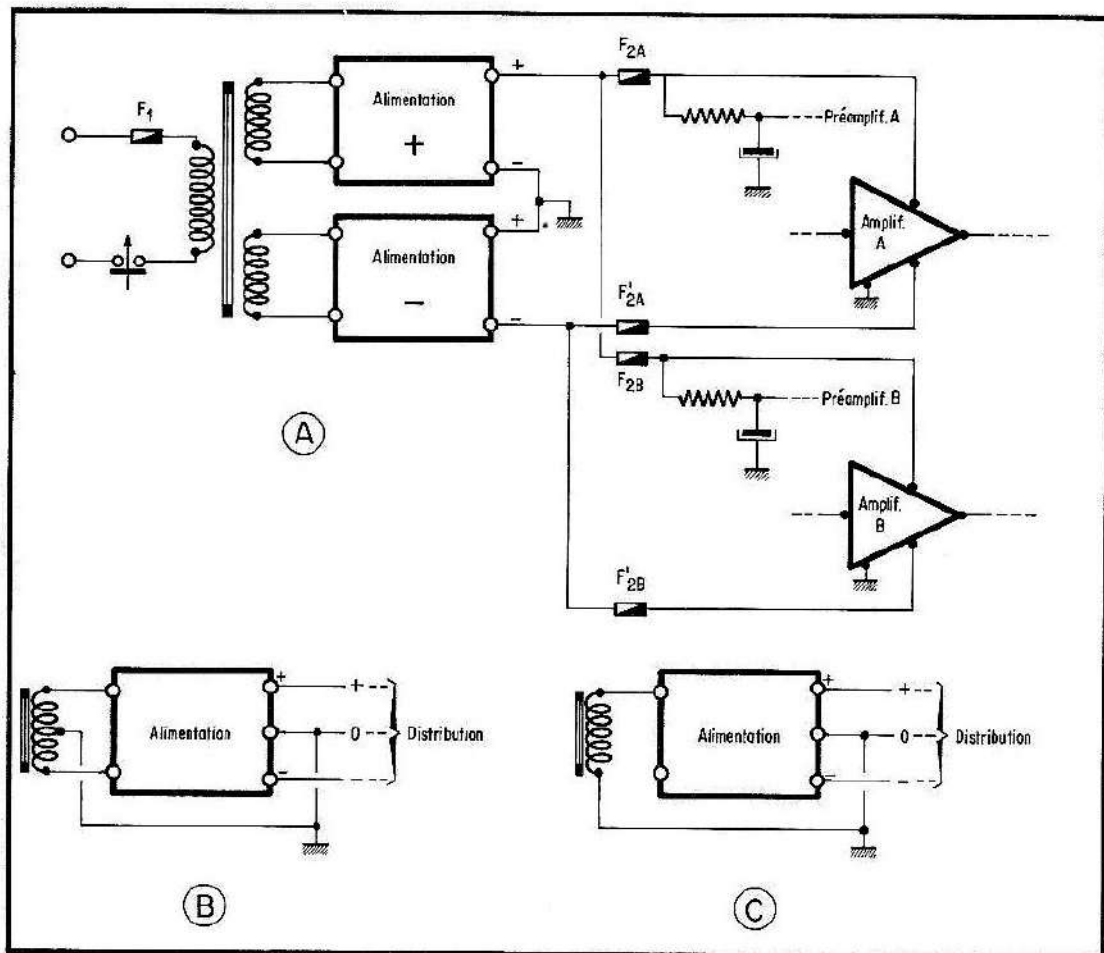 F2A
F1
Alimentation
+
+
-
Préamplif. A
+
Alimentation
-
-
Amplif.
A
F'2A
F2B
Préamplif. B
A
Amplif.
B
F'2B
Alimentation
+
-
+
0
Distribution
B
Alimentation
+
-
+
0
-
Distribution
C